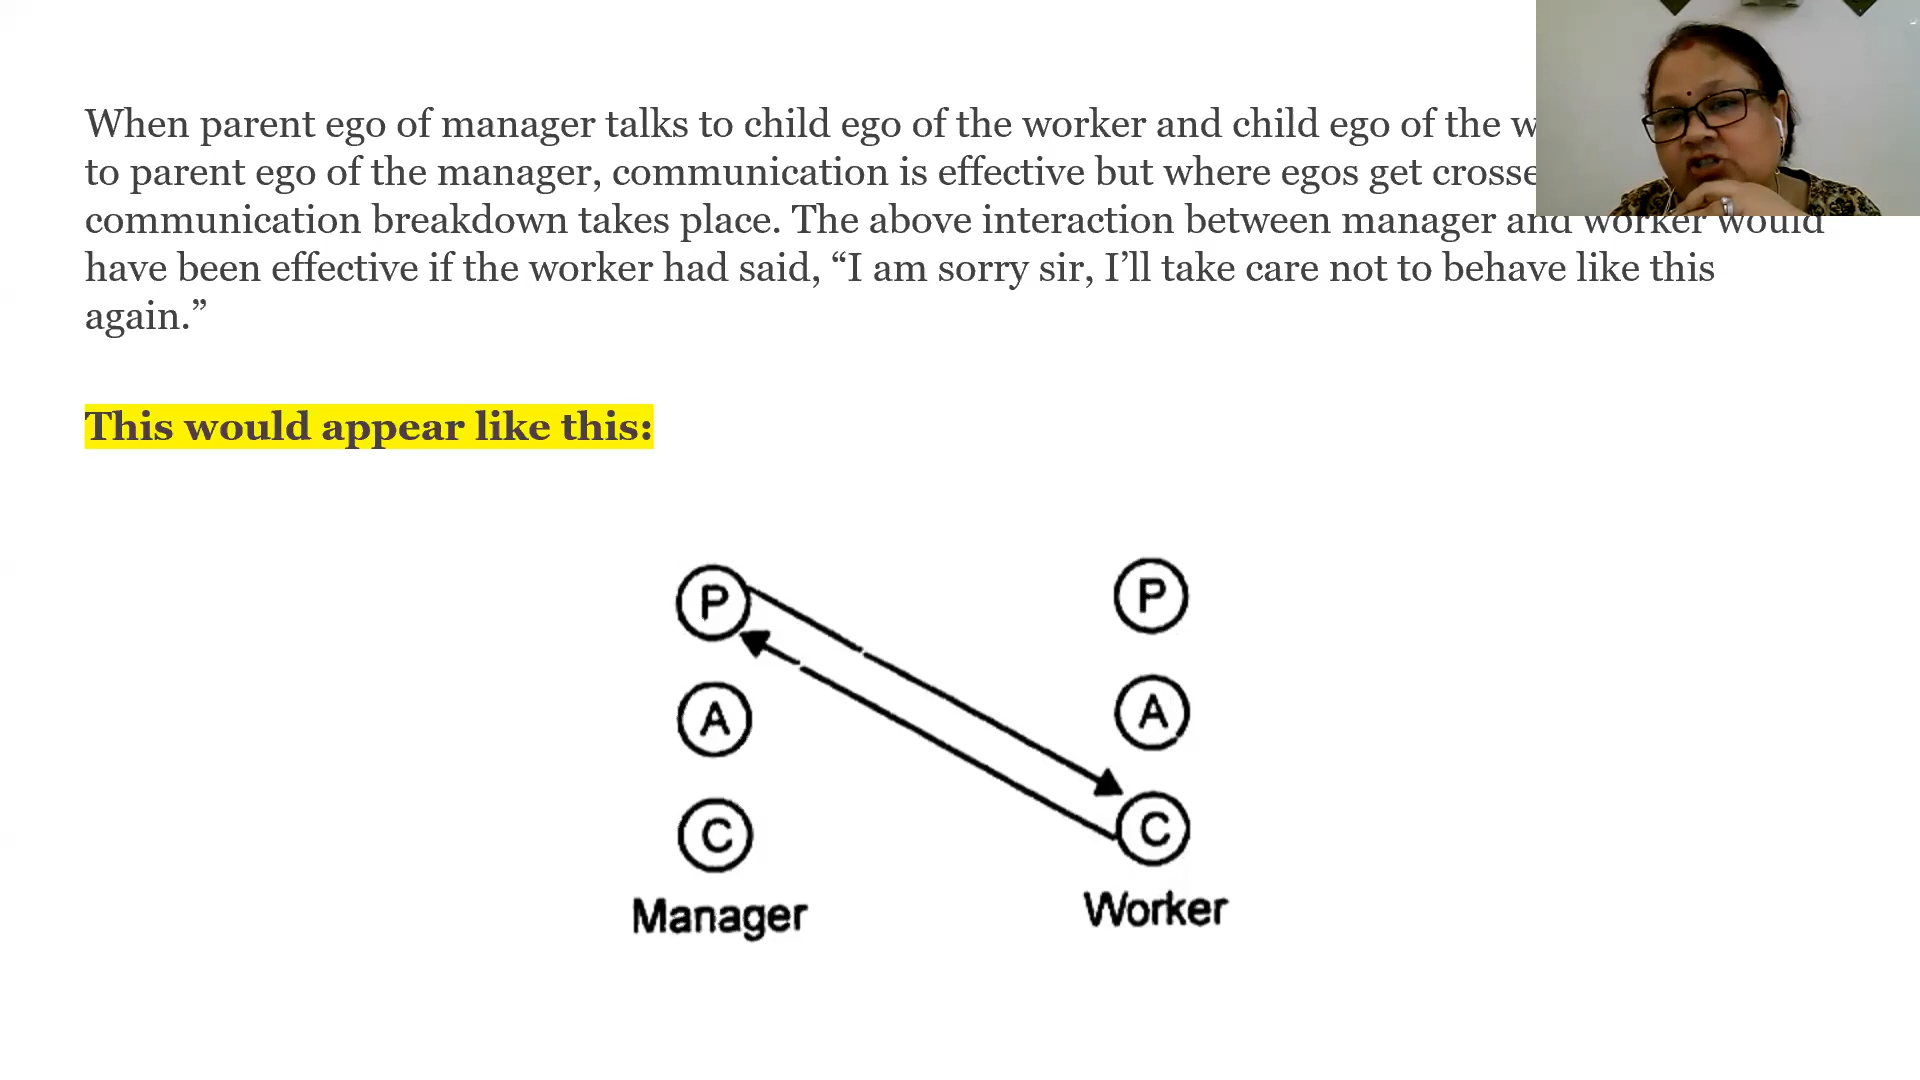 When parent ego of manager talks to child ego of the worker and child ego of the
to parent ego of the manager, communication is effective but where egos get
communication breakdown takes place. The above interaction between manager and worker would
have been effective if the worker had said, “I am sorry sir, I’ll take care not to behave like this
again.”
This would appear like this:
P P
A A
C C
Manager Worker